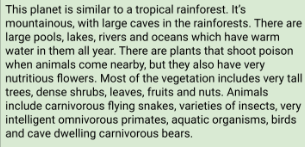 This planet is similar to a tropical rainforest. It's
mountainous, with large caves in the rainforests. There are
large pools, lakes, rivers and oceans which have warm
water in them all year. There are plants that shoot poison
when animals come nearby, but they also have very
nutritious flowers. Most of the vegetation includes very tall
trees, dense shrubs, leaves, fruits and nuts. Animals
include carnivorous flying snakes, varieties of insects, very
intelligent omnivorous primates, aquatic organisms, birds
and cave dwelling carnivorous bears.